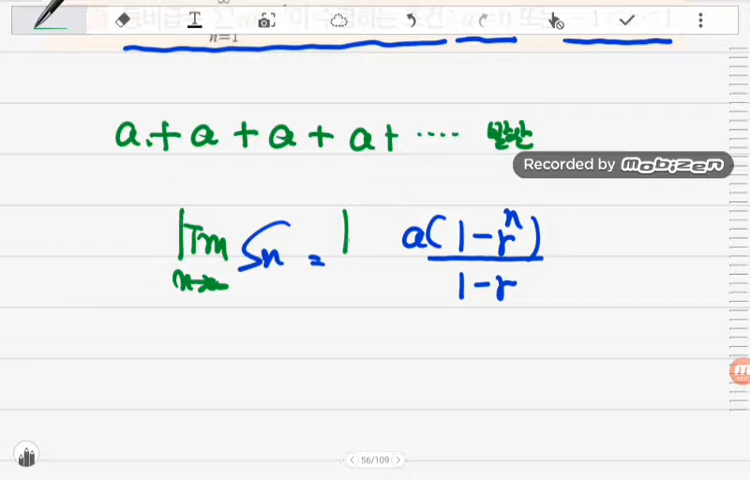 a + a + a + a + ···· 발산
Recorded by mobizen
lim Sn = a(1-rⁿ)
n→∞ 1-r
56/109